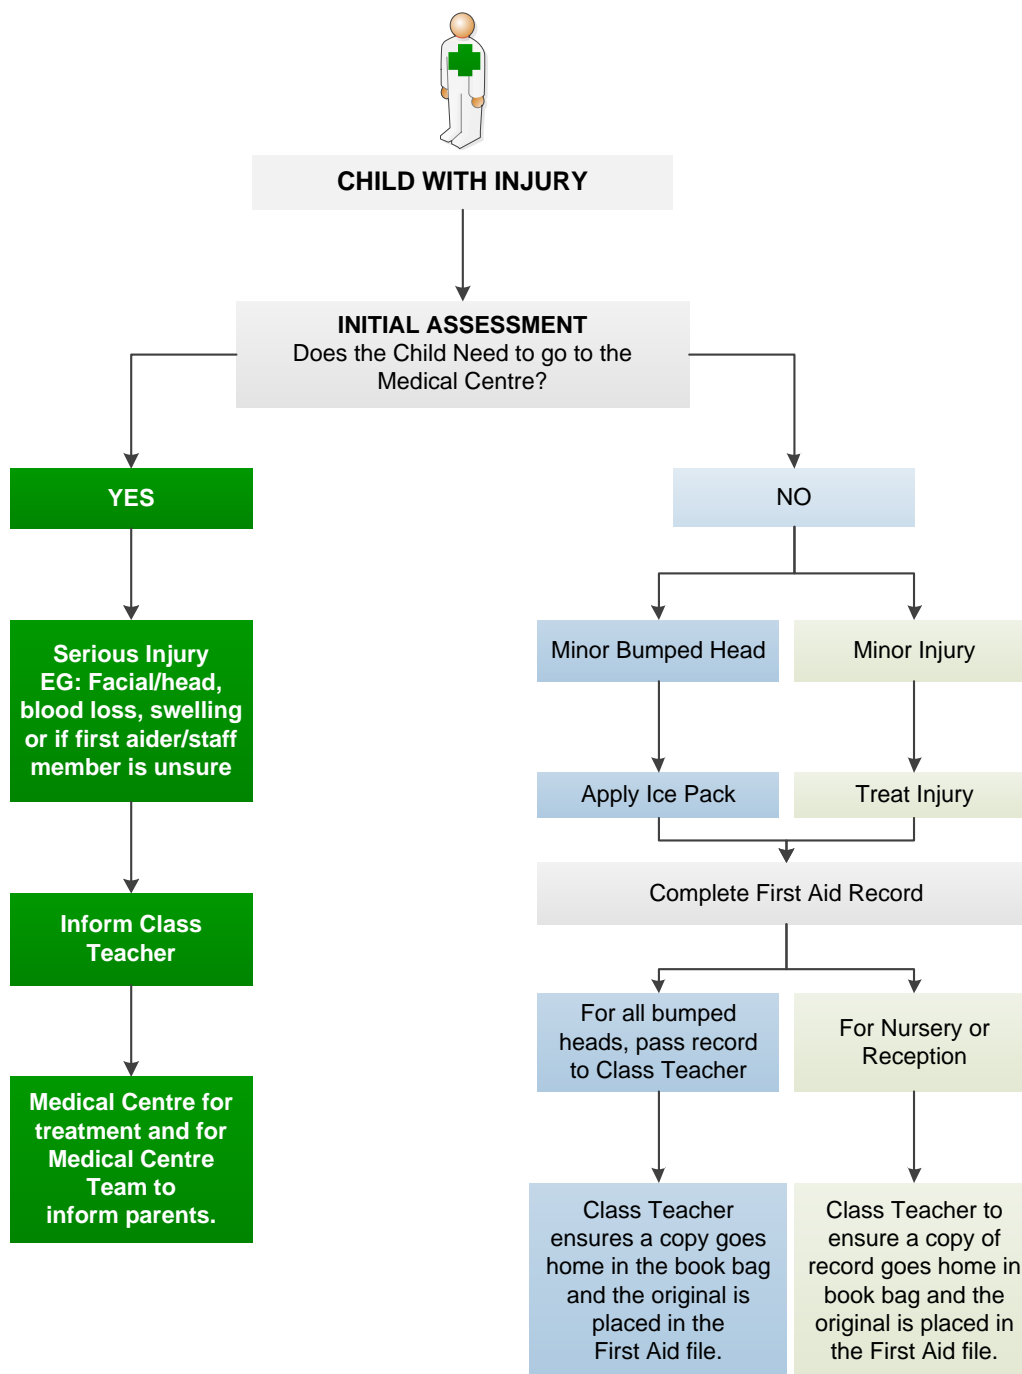 CHILD WITH INJURY
INITIAL ASSESSMENT
Does the Child Need to go to the
Medical Centre?
YES
NO
Serious Injury
EG: Facial/head,
blood loss, swelling
or if first aider/staff
member is unsure
Minor Bumped Head
Minor Injury
Apply Ice Pack
Treat Injury
Complete First Aid Record
Inform Class
Teacher
For all bumped
heads, pass record
to Class Teacher
For Nursery or
Reception
Medical Centre for
treatment and for
Medical Centre
Team to
inform parents.
Class Teacher
ensures a copy goes
home in the book bag
and the original is
placed in the
First Aid file.
Class Teacher to
ensure a copy of
record goes home in
book bag and the
original is placed in
the First Aid file.